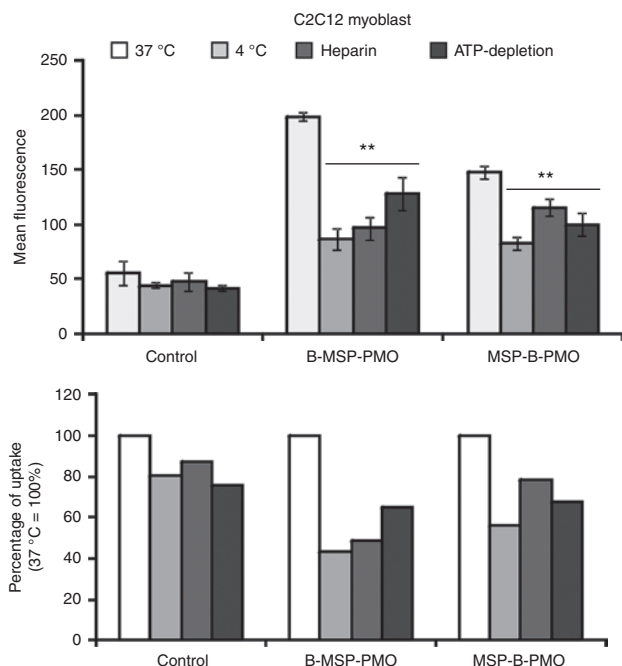 C2C12 myoblast
37 °C 4 °C Heparin ATP-depletion
250
200
150
100
50
0
Mean fluorescence
**
**
Control B-MSP-PMO MSP-B-PMO
120
100
80
60
40
20
0
Percentage of uptake
(37 °C = 100%)
Control B-MSP-PMO MSP-B-PMO